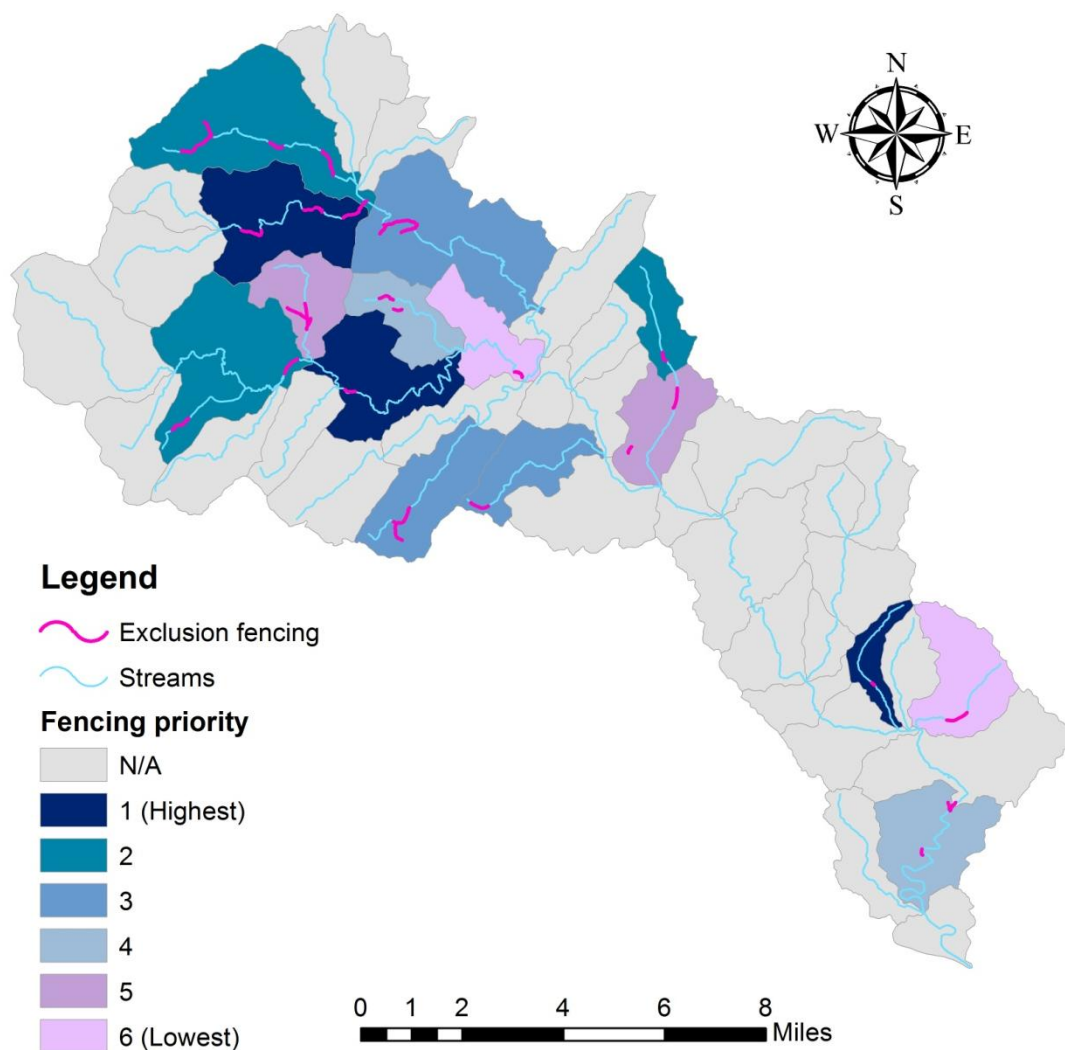 N
W
E
S
Legend
Exclusion fencing
Streams
Fencing priority
N/A
1 (Highest)
2
3
4
5
6 (Lowest)
0 1 2 4 6 8
Miles